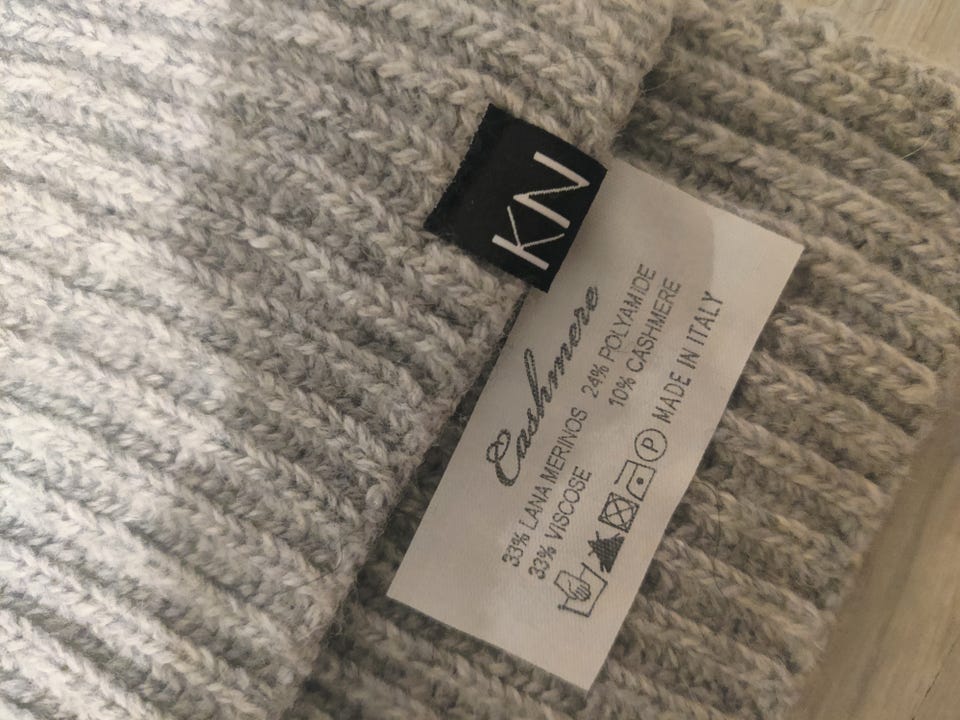 KN
Cashmere
33% LANA MERINOS 24% POLYAMIDE
33% VISCOSE 10% CASHMERE
P MADE IN ITALY